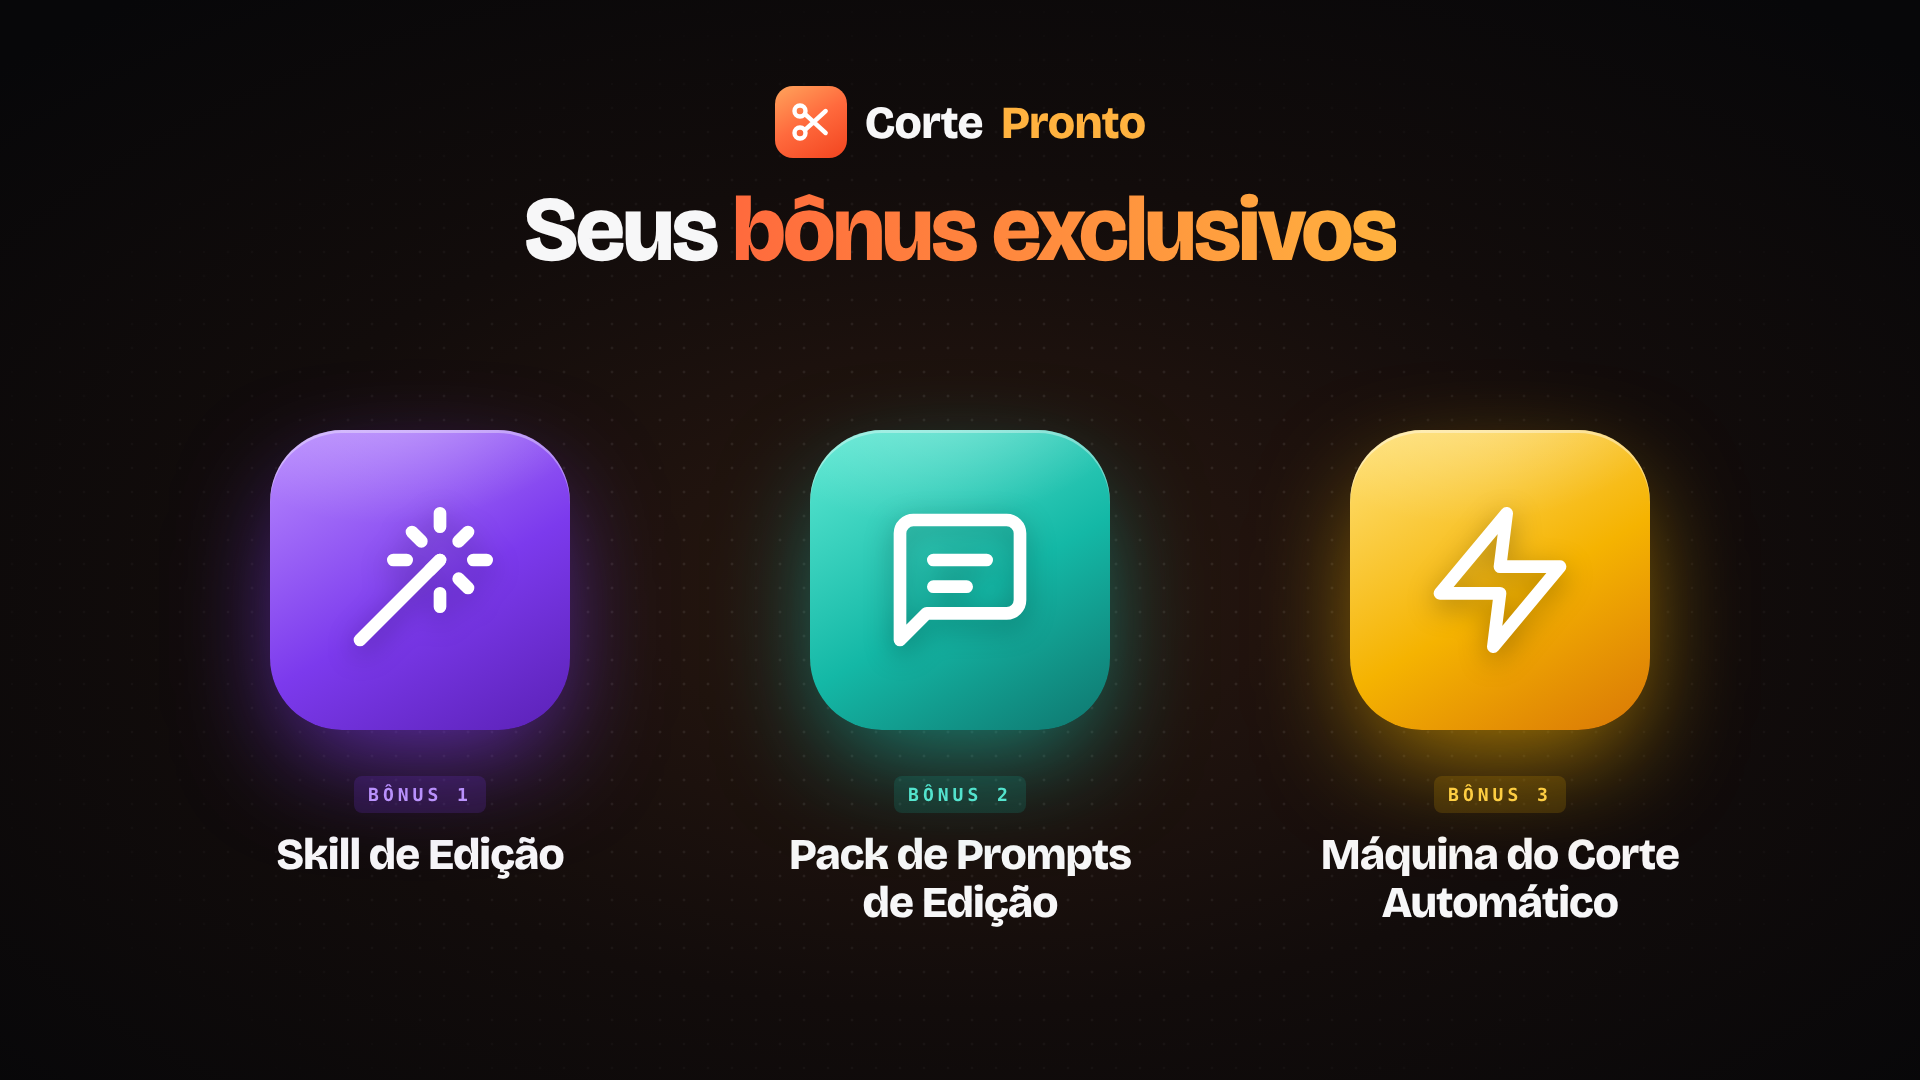 Corte Pronto
Seus bônus exclusivos
BÔNUS 1
Skill de Edição
BÔNUS 2
Pack de Prompts
de Edição
BÔNUS 3
Máquina do Corte
Automático